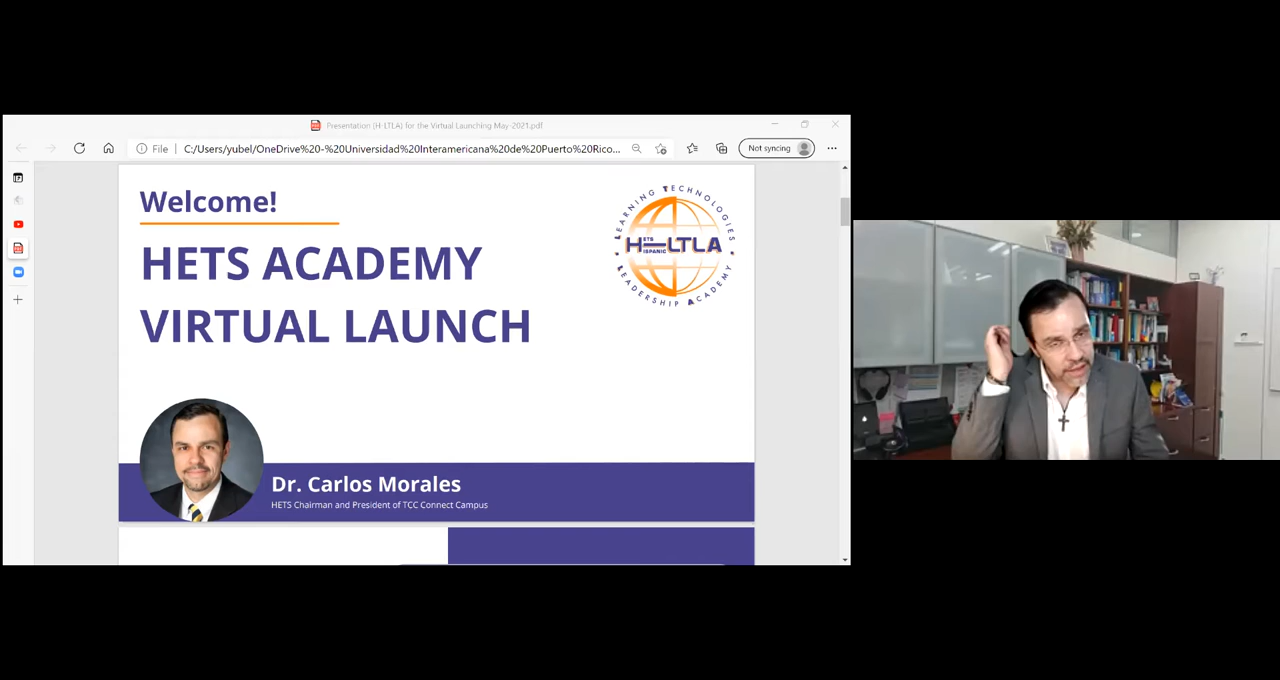 Presentation (H-LTLA) for the Virtual Launching May-2021.pdf
File | C:/Users/yubel/OneDrive%20-%20Universidad%20Interamericana%20de%20Puerto%20Rico...
Not syncing
Welcome!
HETS ACADEMY
VIRTUAL LAUNCH
LEARNING TECHNOLOGIES
HETS
HISPANIC
H-LTLA
LEADERSHIP ACADEMY
Dr. Carlos Morales
HETS Chairman and President of TCC Connect Campus